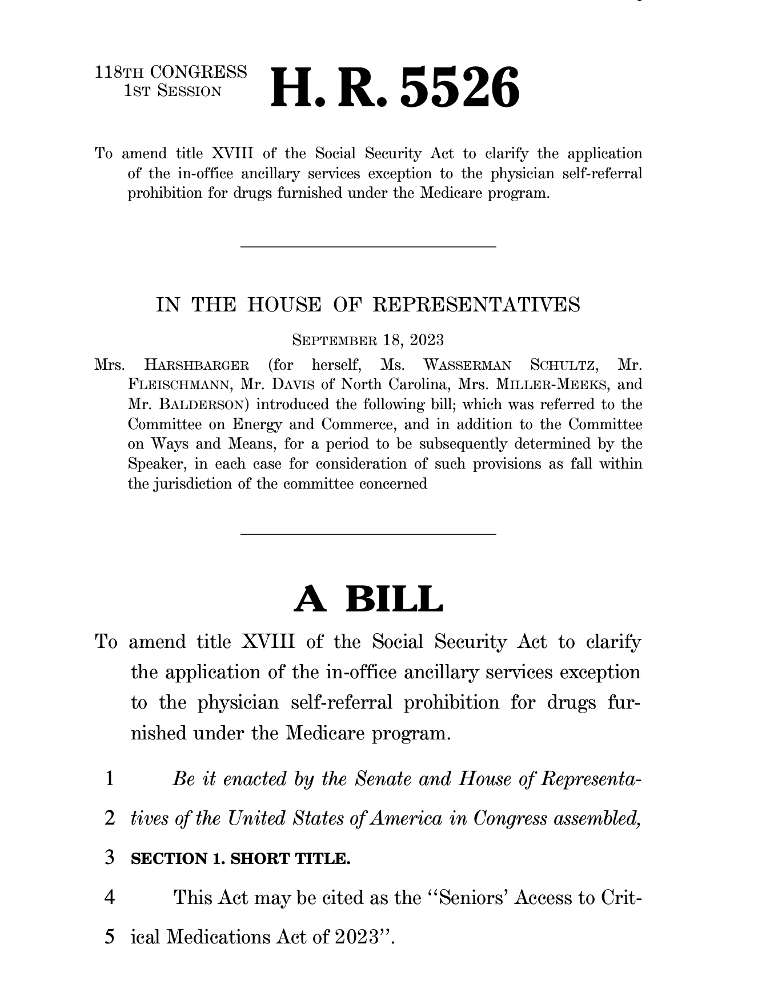 118TH CONGRESS
1ST SESSION
H. R. 5526
To amend title XVIII of the Social Security Act to clarify the application
of the in-office ancillary services exception to the physician self-referral
prohibition for drugs furnished under the Medicare program.
IN THE HOUSE OF REPRESENTATIVES
SEPTEMBER 18, 2023
Mrs. HARSHBARGER (for herself, Ms. WASSERMAN SCHULTZ, Mr.
FLEISCHMANN, Mr. DAVIS of North Carolina, Mrs. MILLER-MEEKS, and
Mr. BALDERSON) introduced the following bill; which was referred to the
Committee on Energy and Commerce, and in addition to the Committee
on Ways and Means, for a period to be subsequently determined by the
Speaker, in each case for consideration of such provisions as fall within
the jurisdiction of the committee concerned
A BILL
To amend title XVIII of the Social Security Act to clarify
the application of the in-office ancillary services exception
to the physician self-referral prohibition for drugs fur-
nished under the Medicare program.
1 Be it enacted by the Senate and House of Representa-
2 tives of the United States of America in Congress assembled,
3 SECTION 1. SHORT TITLE.
4 This Act may be cited as the ‘‘Seniors’ Access to Crit-
5 ical Medications Act of 2023’’.